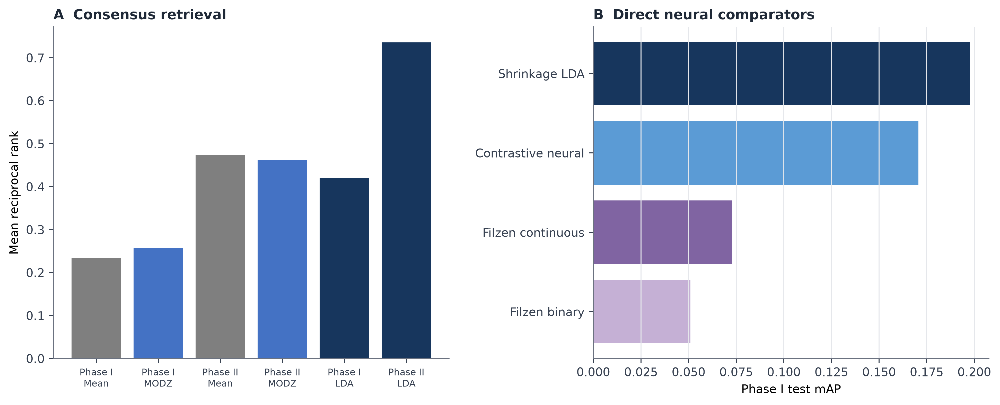 A  Consensus retrieval
Mean reciprocal rank
0.7
0.6
0.5
0.4
0.3
0.2
0.1
0.0
Phase I
Mean
Phase I
MODZ
Phase II
Mean
Phase II
MODZ
Phase I
LDA
Phase II
LDA
B  Direct neural comparators
Shrinkage LDA
Contrastive neural
Filzen continuous
Filzen binary
0.000 0.025 0.050 0.075 0.100 0.125 0.150 0.175 0.200
Phase I test mAP